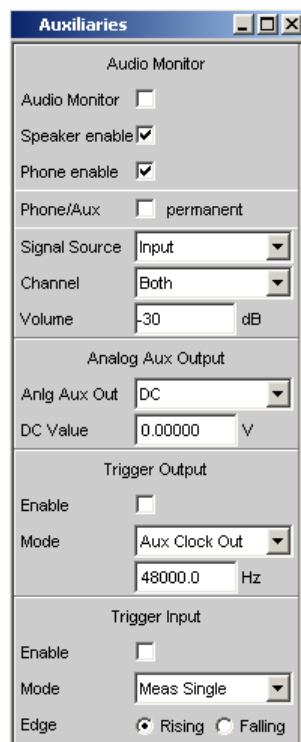 Auxiliaries
Audio Monitor
Audio Monitor
Speaker enable
Phone enable
Phone/Aux permanent
Signal Source Input
Channel Both
Volume -30 dB
Analog Aux Output
Anlg Aux Out DC
DC Value 0.00000 V
Trigger Output
Enable
Mode Aux Clock Out
48000.0 Hz
Trigger Input
Enable
Mode Meas Single
Edge Rising Falling